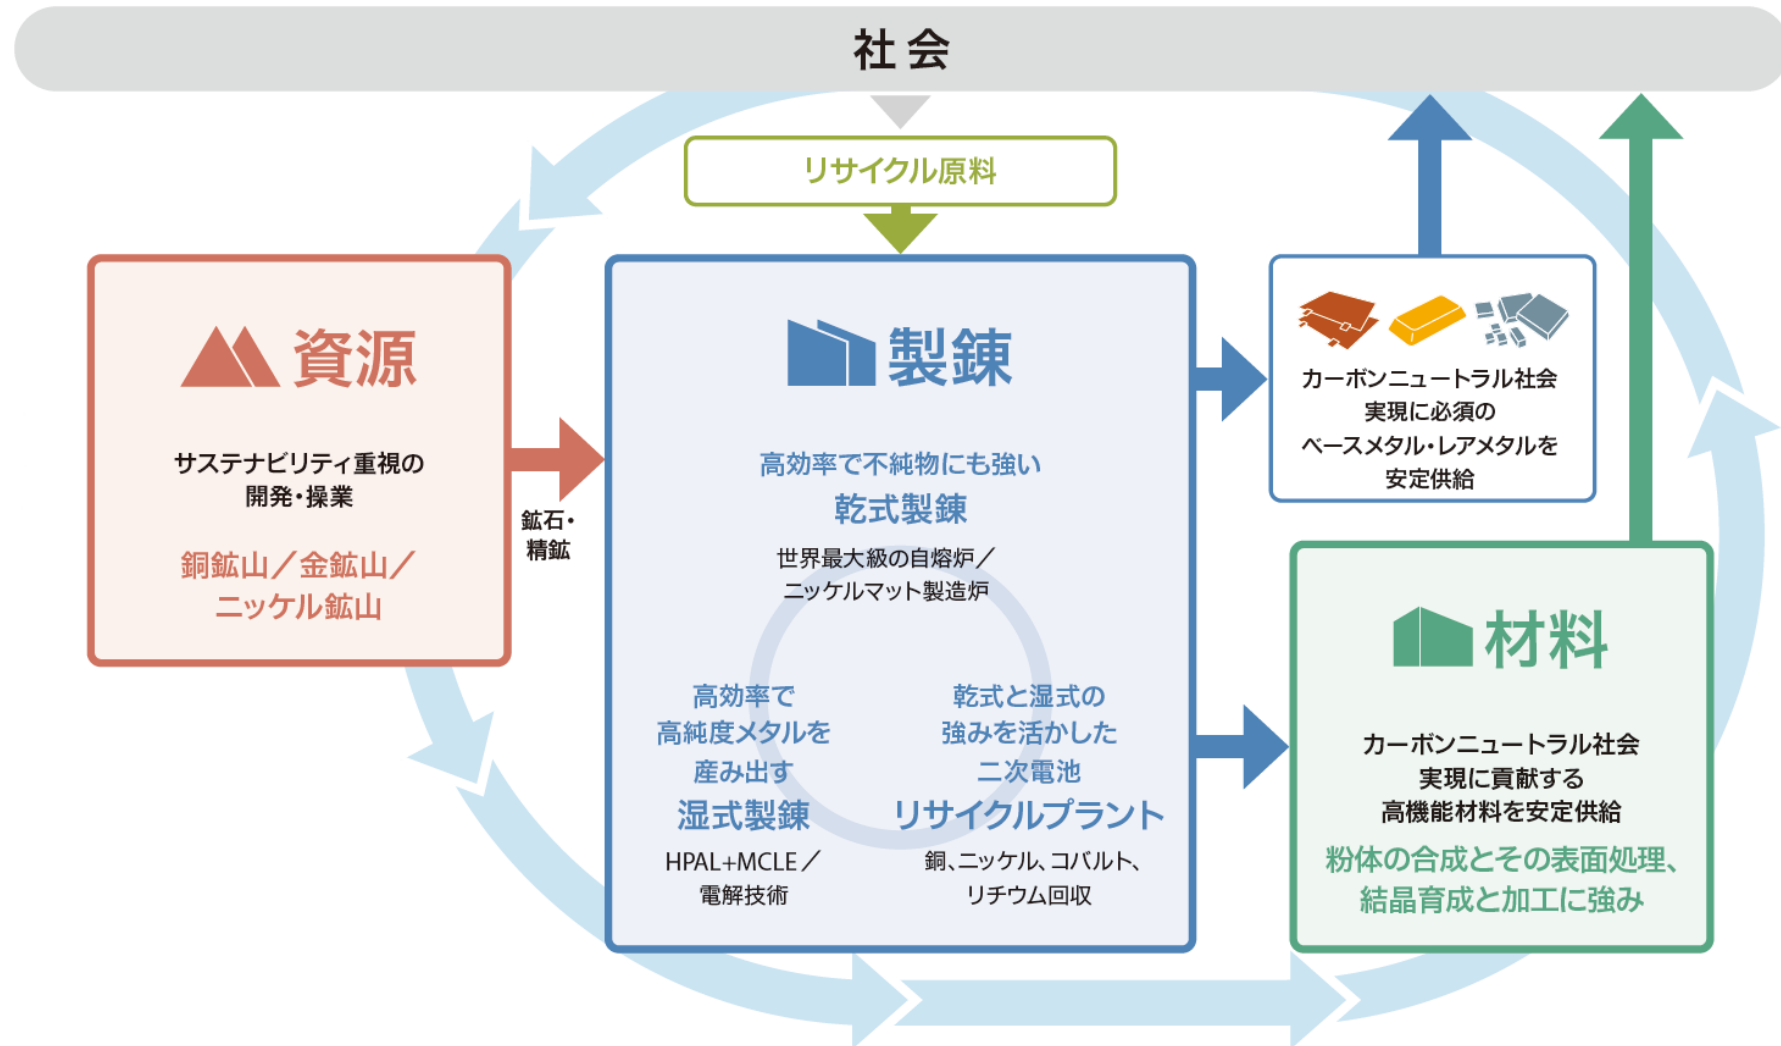 社会
リサイクル原料
資源
サステナビリティ重視の
開発・操業
銅鉱山／金鉱山／
ニッケル鉱山
鉱石・
精鉱
製錬
高効率で不純物にも強い
乾式製錬
世界最大級の自熔炉／
ニッケルマット製造炉
高効率で
高純度メタルを
産み出す
湿式製錬
HPAL+MCLE／
電解技術
乾式と湿式の
強みを活かした
二次電池
リサイクルプラント
銅、ニッケル、コバルト、
リチウム回収
カーボンニュートラル社会
実現に必須の
ベースメタル・レアメタルを
安定供給
材料
カーボンニュートラル社会
実現に貢献する
高機能材料を安定供給
粉体の合成とその表面処理、
結晶育成と加工に強み